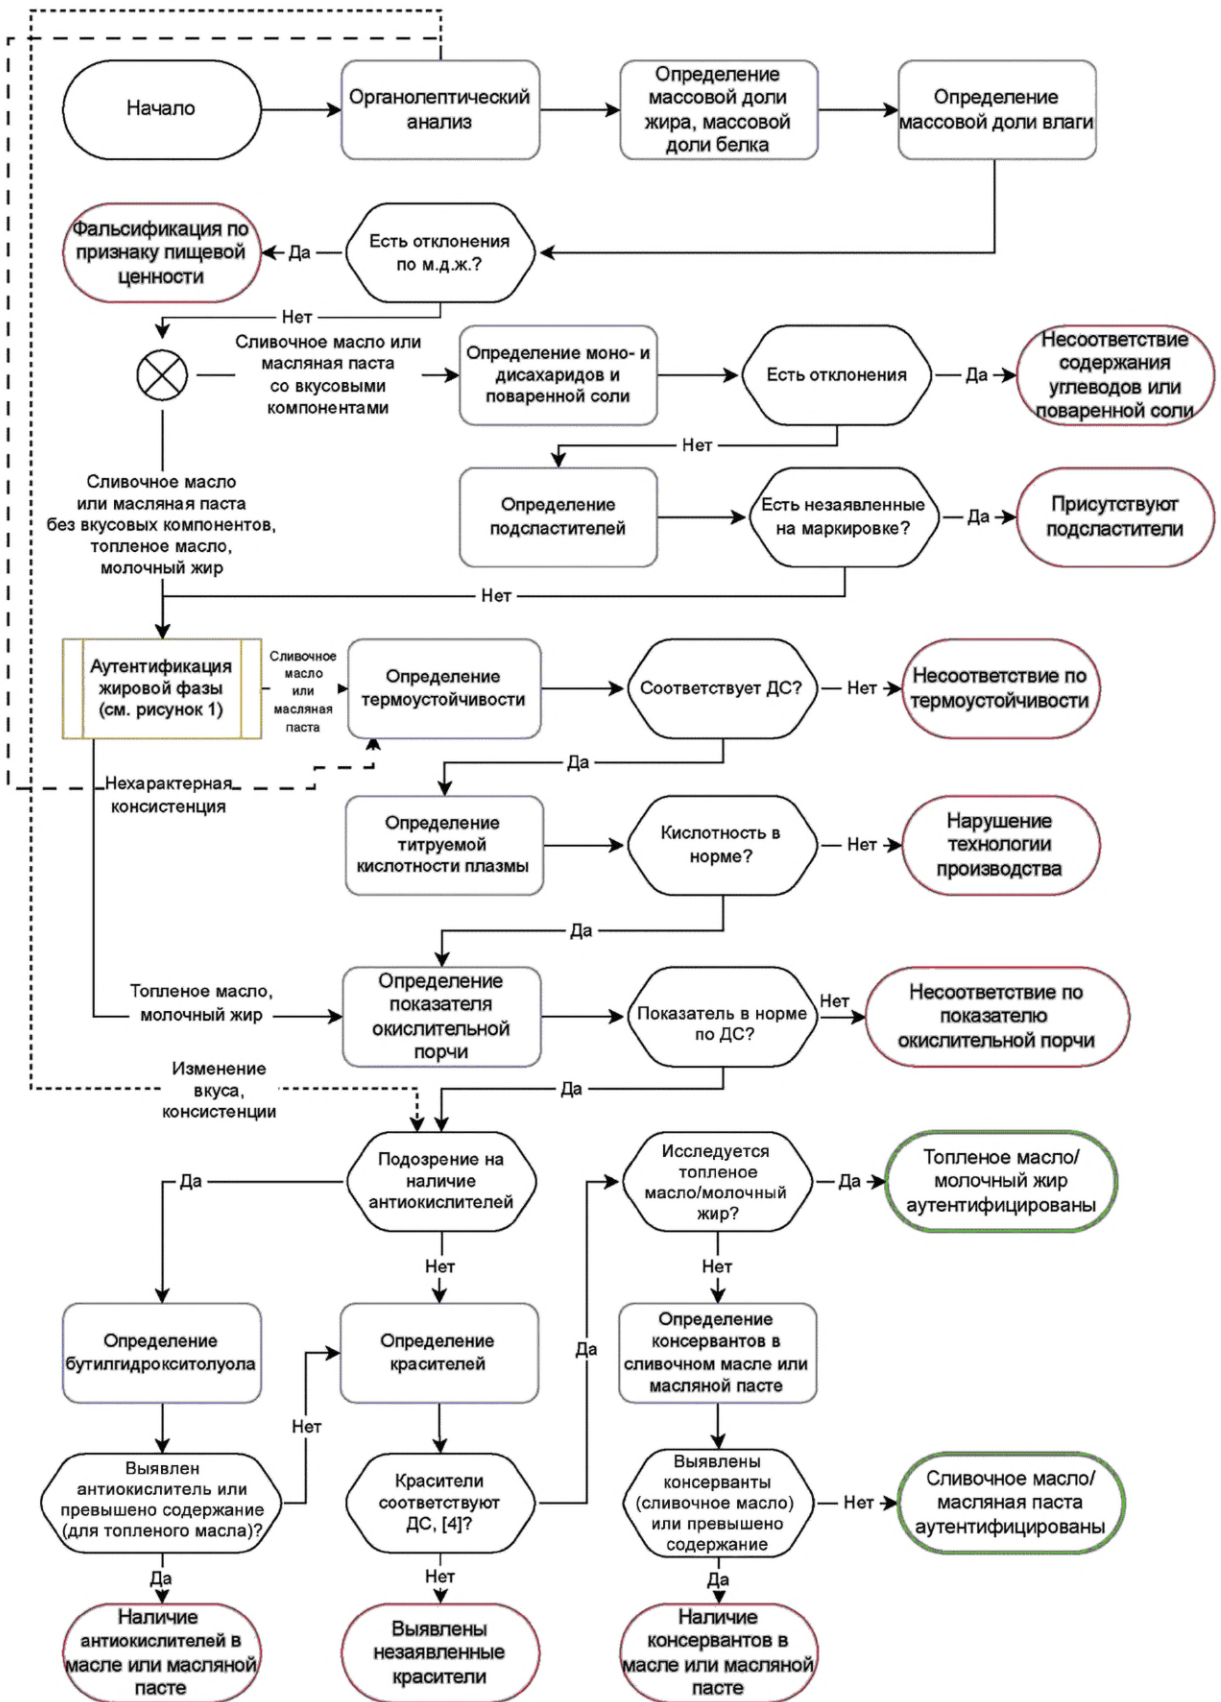 Начало
Органолептический
анализ
Определение
массовой доли
жира, массовой
доли белка
Определение
массовой доли влаги
Фальсификация по
признаку пищевой
ценности
Да
Есть отклонения
по м.д.ж.?
Нет
Сливочное масло или
масляная паста
со вкусовыми
компонентами
Определение моно- и
дисахаридов и
поваренной соли
Есть отклонения
Да
Несоответствие
содержания
углеводов или
поваренной соли
Нет
Сливочное масло
или масляная паста
без вкусовых компонентов,
топленое масло,
молочный жир
Определение
подсластителей
Есть незаявленные
на маркировке?
Да
Присутствуют
подсластители
Нет
Аутентификация
жировой фазы
(см. рисунок 1)
Сливочное
масло
или
масляная
паста
Определение
термоустойчивости
Соответствует ДС?
Нет
Несоответствие по
термоустойчивости
Да
Нехарактерная
консистенция
Определение
титруемой
кислотности плазмы
Кислотность в
норме?
Нет
Нарушение
технологии
производства
Да
Топленое масло,
молочный жир
Определение
показателя
окислительной
порчи
Показатель в норме
по ДС?
Нет
Несоответствие по
показателю
окислительной порчи
Да
Изменение
вкуса,
консистенции
Подозрение на
наличие
антиокислителей
Да
Нет
Исследуется
топленое
масло/молочный
жир?
Да
Топленое масло/
молочный жир
аутентифицированы
Нет
Определение
бутилгидрокситолуола
Определение
красителей
Да
Определение
консервантов в
сливочном масле или
масляной пасте
Нет
Выявлен
антиокислитель или
превышено содержание
(для топленого масла)?
Красители
соответствуют
ДС, [4]?
Выявлены
консерванты
(сливочное масло)
или превышено
содержание
Нет
Сливочное масло/
масляная паста
аутентифицированы
Да
Нет
Да
Наличие
антиокислителей в
масле или масляной
пасте
Выявлены
незаявленные
красители
Наличие
консервантов в
масле или масляной
пасте